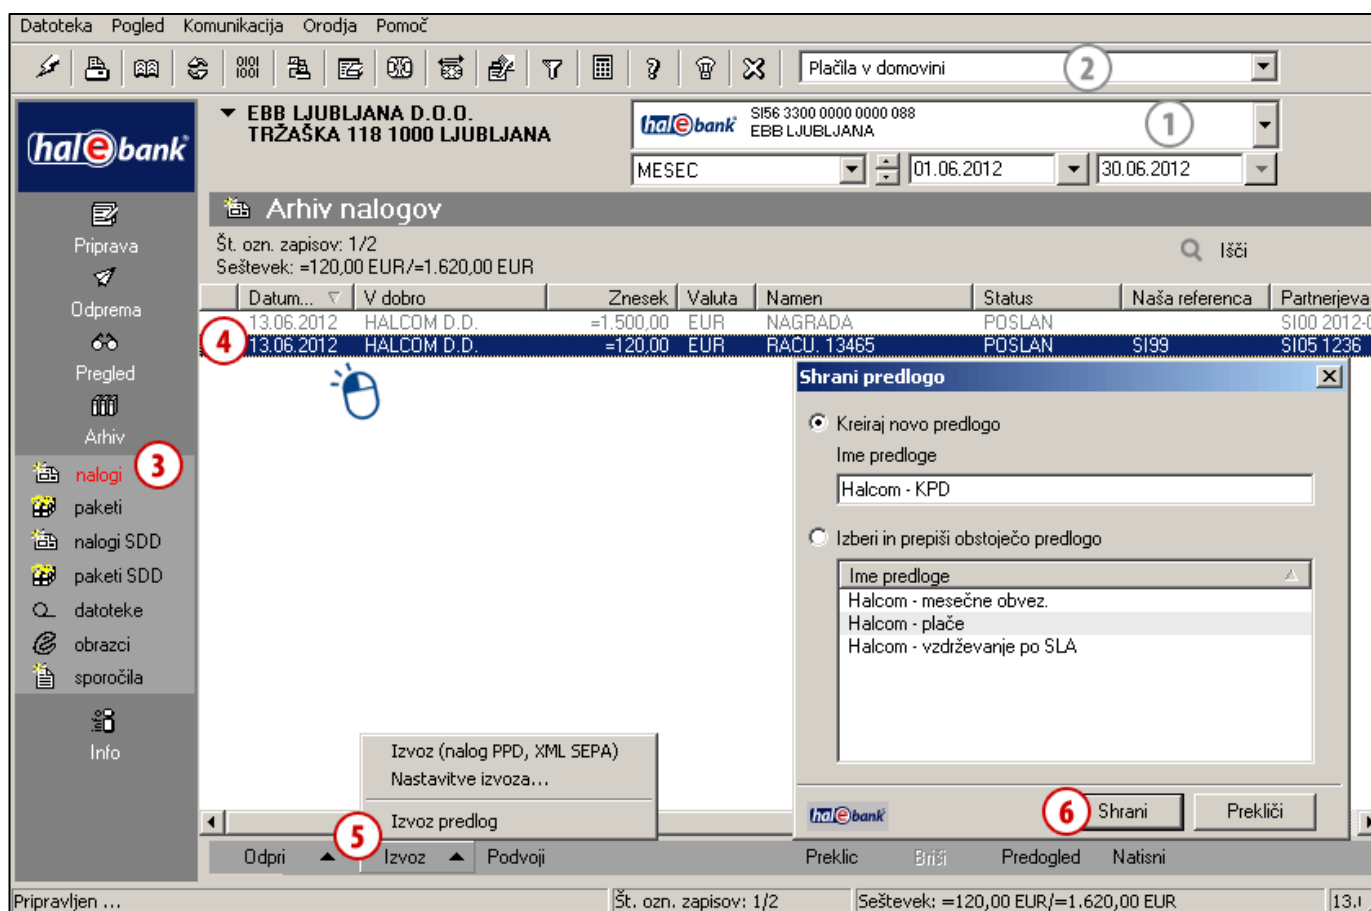 Datoteka Pogled Komunikacija Orodja Pomoč
Plačila v domovini
2
EBB LJUBLJANA D.O.O.
TRŽAŠKA 118 1000 LJUBLJANA
halebank
SI56 3300 0000 0000 088
EBB LJUBLJANA
1
halebank
MESEC
01.06.2012
30.06.2012
Arhiv nalogov
Št. ozn. zapisov: 1/2
Seštevek: =120,00 EUR/=1.620,00 EUR
Išči
Datum... V dobro Znesek Valuta Namen Status Naša referenca Partnerjeva
13.06.2012 HALCOM D.D. =1.500,00 EUR NAGRADA POSLAN SI00 2012-0
4
13.06.2012 HALCOM D.D. =120,00 EUR RACU. 13465 POSLAN SI99 SI05 1236
Priprava
Odprema
Pregled
Arhiv
nalogi
3
paketi
nalogi SDD
paketi SDD
datoteke
obrazci
sporočila
Info
Shrani predlogo
Kreiraj novo predlogo
Ime predloge
Halcom - KPD
Izberi in prepiši obstoječo predlogo
Ime predloge
Halcom - mesečne obvez.
Halcom - plače
Halcom - vzdrževanje po SLA
halebank
6
Shrani
Prekliči
Izvoz (nalog PPD, XML SEPA)
Nastavitve izvoza...
Izvoz predlog
5
Odpri Izvoz Podvoji Preklic Briši Predogled Natisni
Pripravljen ... Št. ozn. zapisov: 1/2 Seštevek: =120,00 EUR/=1.620,00 EUR 13.